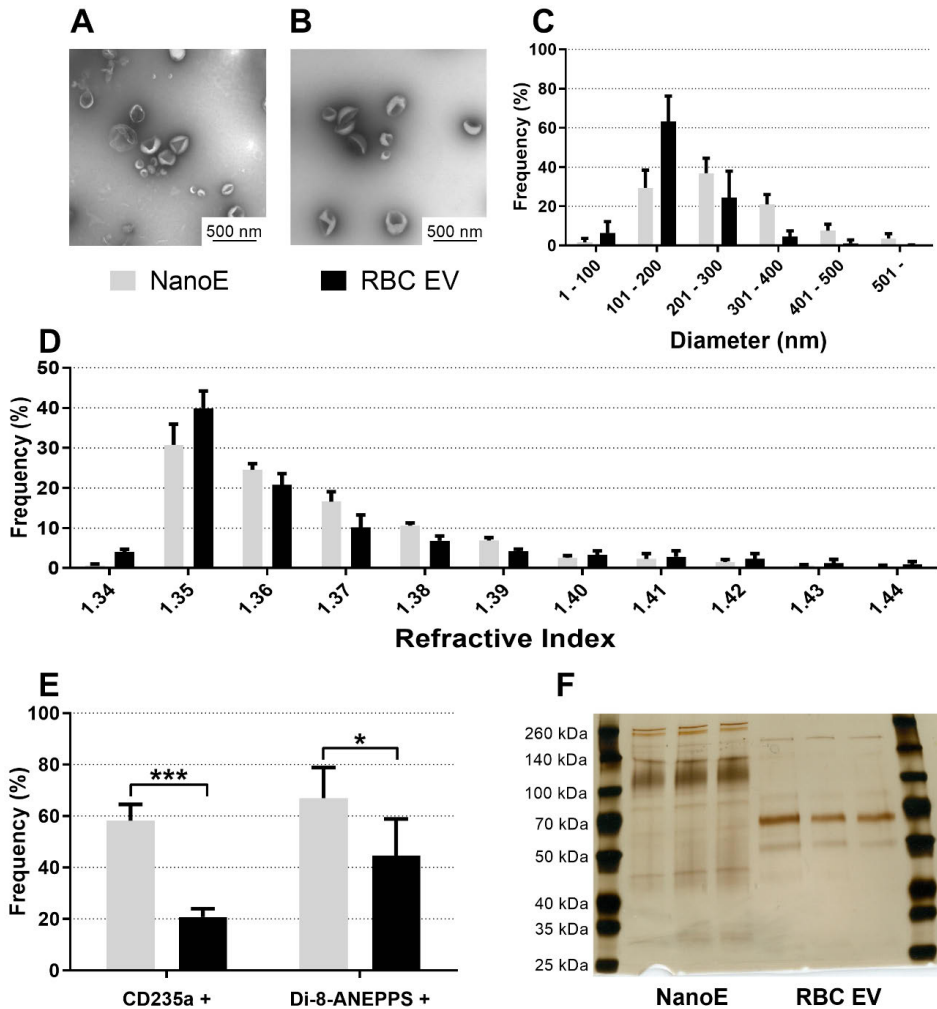 A
B
C
500 nm
500 nm
NanoE
RBC EV
100
80
60
40
20
0
Frequency (%)
1 - 100
101 - 200
201 - 300
301 - 400
401 - 500
501 -
Diameter (nm)
D
50
40
30
20
10
0
Frequency (%)
1.34
1.35
1.36
1.37
1.38
1.39
1.40
1.41
1.42
1.43
1.44
Refractive Index
E
100
80
60
40
20
0
Frequency (%)
***
*
CD235a +
Di-8-ANEPPS +
F
260 kDa
140 kDa
100 kDa
70 kDa
50 kDa
40 kDa
35 kDa
25 kDa
NanoE
RBC EV